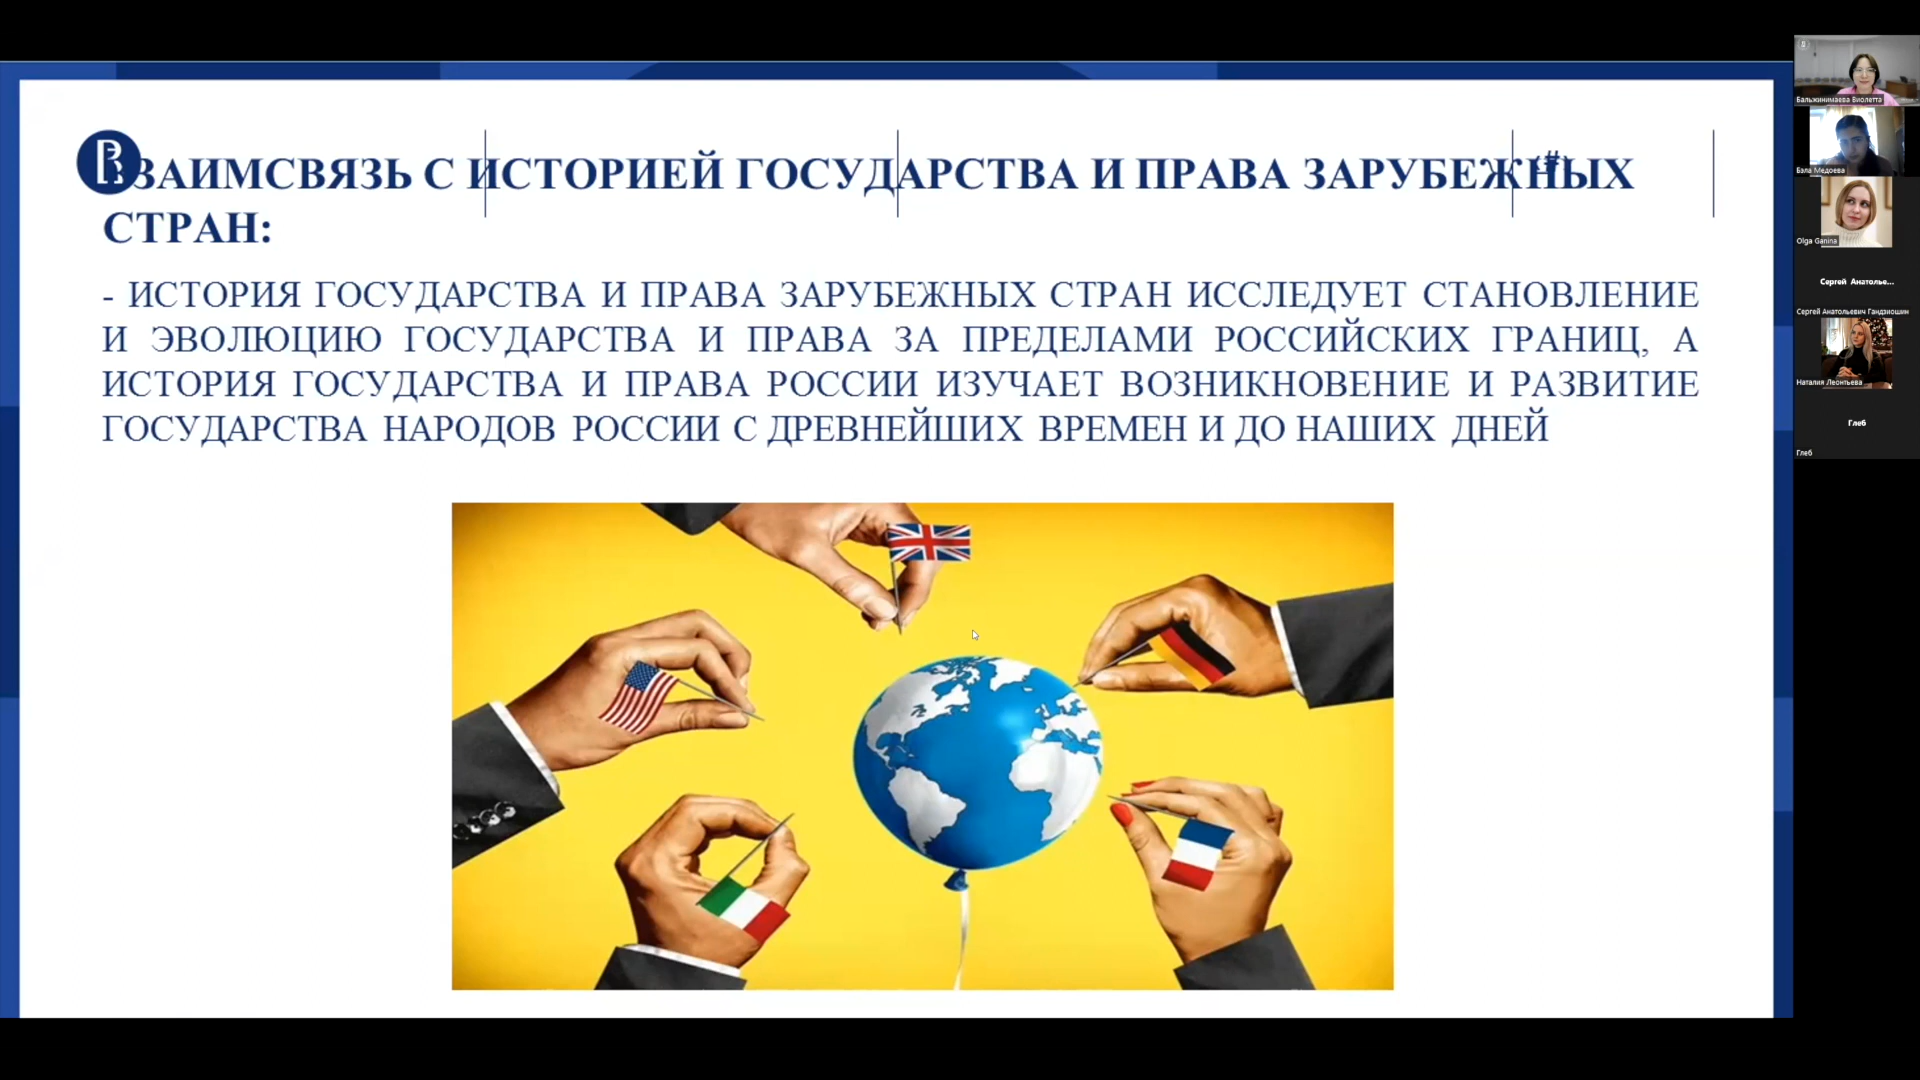 ВЗАИМСВЯЗЬ С ИСТОРИЕЙ ГОСУДАРСТВА И ПРАВА ЗАРУБЕЖНЫХ
СТРАН:
- ИСТОРИЯ ГОСУДАРСТВА И ПРАВА ЗАРУБЕЖНЫХ СТРАН ИССЛЕДУЕТ СТАНОВЛЕНИЕ
И ЭВОЛЮЦИЮ ГОСУДАРСТВА И ПРАВА ЗА ПРЕДЕЛАМИ РОССИЙСКИХ ГРАНИЦ, А
ИСТОРИЯ ГОСУДАРСТВА И ПРАВА РОССИИ ИЗУЧАЕТ ВОЗНИКНОВЕНИЕ И РАЗВИТИЕ
ГОСУДАРСТВА НАРОДОВ РОССИИ С ДРЕВНЕЙШИХ ВРЕМЕН И ДО НАШИХ ДНЕЙ
Бальжинимаева Виолетта
Бэла Медоева
Olga Ganina
Сергей Анатолье...
Сергей Анатольевич Гандзиошин
Наталия Леонтьева
Глеб
Глеб